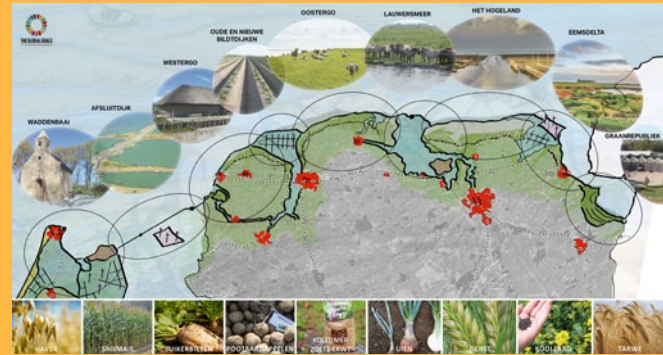 THE GLOBAL GOALS
WADDENBAAI
AFSLUITDIJK
WESTERGO
OUDE EN NIEUWE
BILDTDIJKEN
OOSTERGO
LAUWERSMEER
HET HOGELAND
EEMSDELTA
GRAANREPUBLIEK
HAVER
SNIJMAIS
SUIKERBIETEN
POOTAARDAPPELEN
KOLLUMER
ZOETE ERWT
UIEN
GERST
KOOLZAAD
TARWE